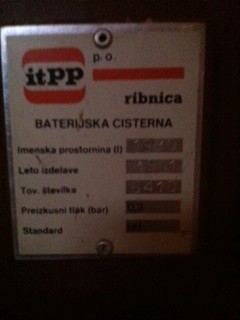 p. o.
itPP
ribnica
BATERIJSKA CISTERNA
Imenska prostornina (l)
Leto izdelave
Tov. številka
Preizkusni tlak (bar)
Standard